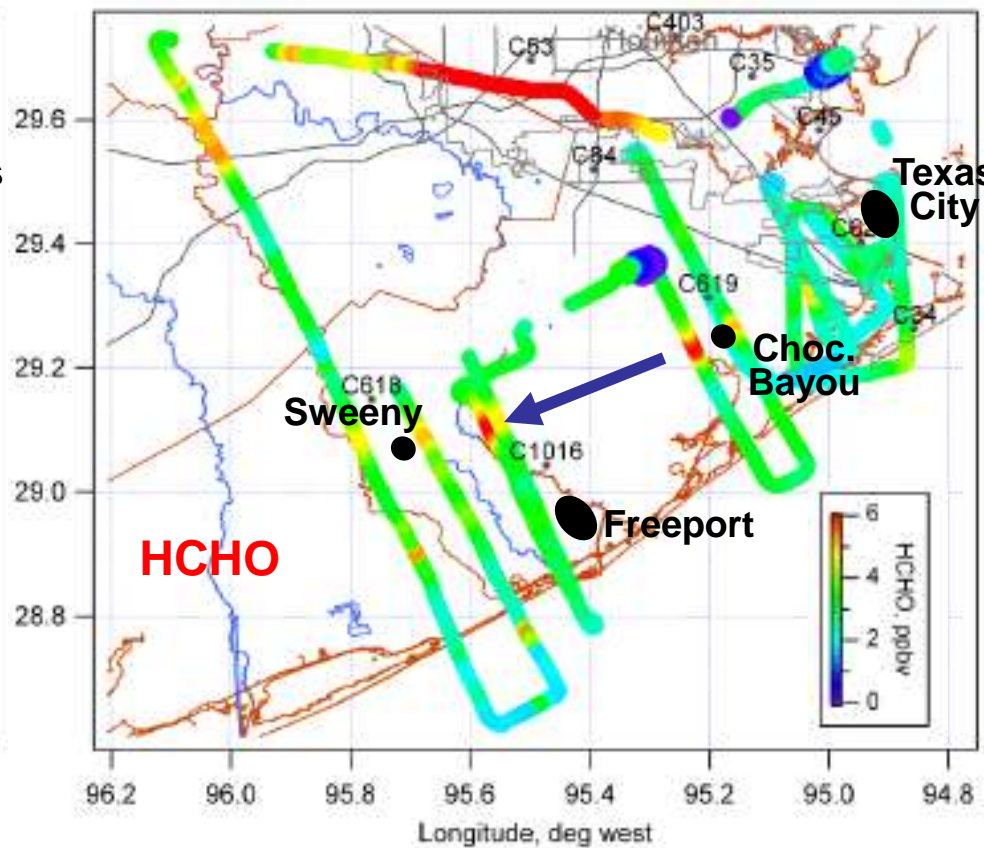 C403
C53
C35
29.6
C45
C84
s
Texas
City
29.4
C619
C34
Choc.
Bayou
29.2
C618
Sweeny
C1016
29.0
Freeport
HCHO
28.8
6
4
2
0
HCHO, ppbv
96.2 96.0 95.8 95.6 95.4 95.2 95.0 94.8
Longitude, deg west